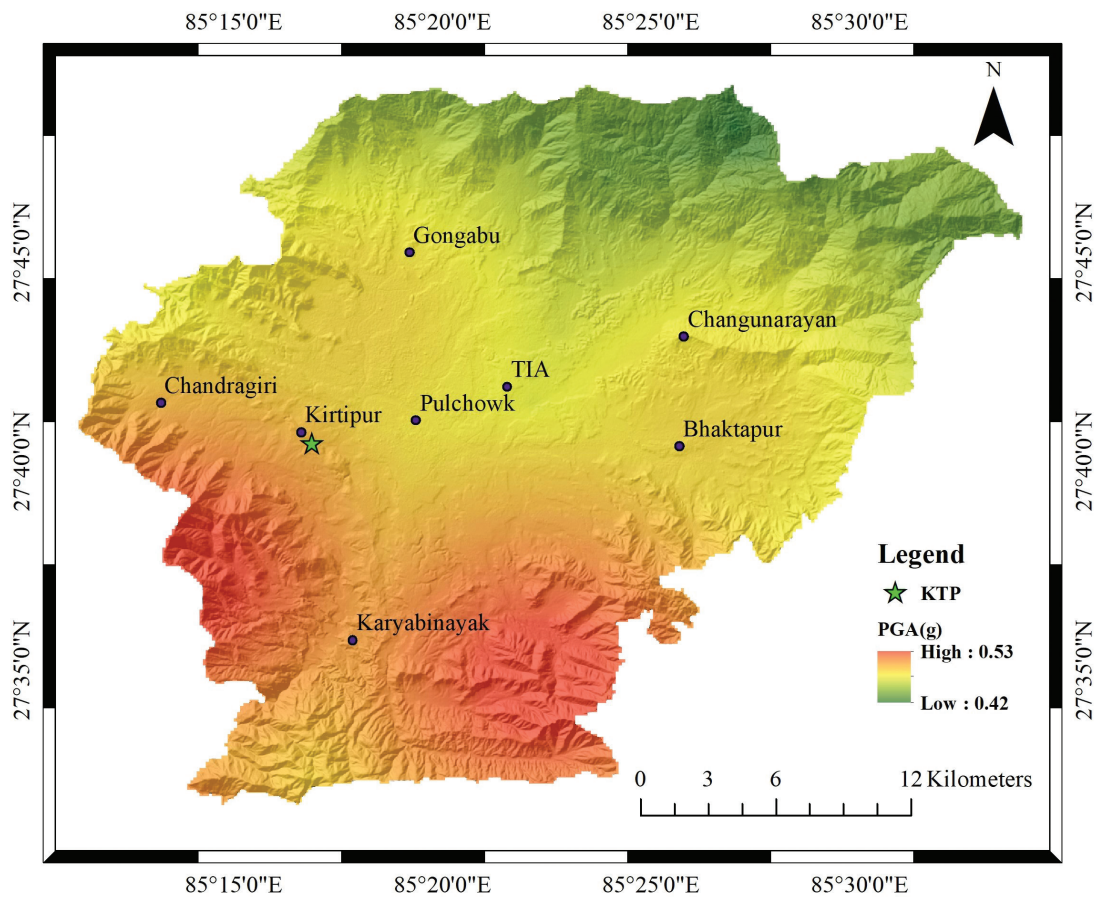 85°15'0"E 85°20'0"E 85°25'0"E 85°30'0"E
N
27°45'0"N
27°45'0"N
Gongabu
Changunarayan
TIA
Chandragiri
Pulchowk
Kirtipur
Bhaktapur
27°40'0"N
27°40'0"N
Legend
KTP
PGA(g)
High : 0.53
Low : 0.42
Karyabinayak
27°35'0"N
27°35'0"N
0 3 6 12 Kilometers
85°15'0"E 85°20'0"E 85°25'0"E 85°30'0"E